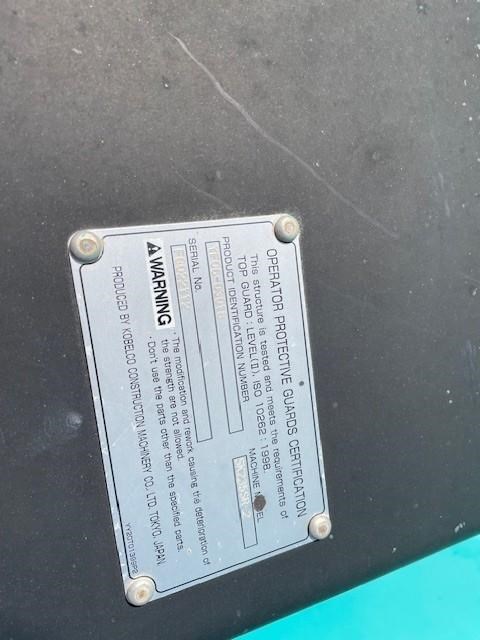 OPERATOR PROTECTIVE GUARDS CERTIFICATION
This structure is tested and meets the requirements of
TOP GUARD : LEVEL(II), ISO 10262 : 1998.
PRODUCT IDENTIFICATION NUMBER
MACHINE MODEL
SERIAL No.
WARNING
· The modification and rework causing the deterioration of
the strength are not allowed.
· Don't use the parts other than the specified parts.
PRODUCED BY KOBELCO CONSTRUCTION MACHINERY CO., LTD. TOKYO, JAPAN.